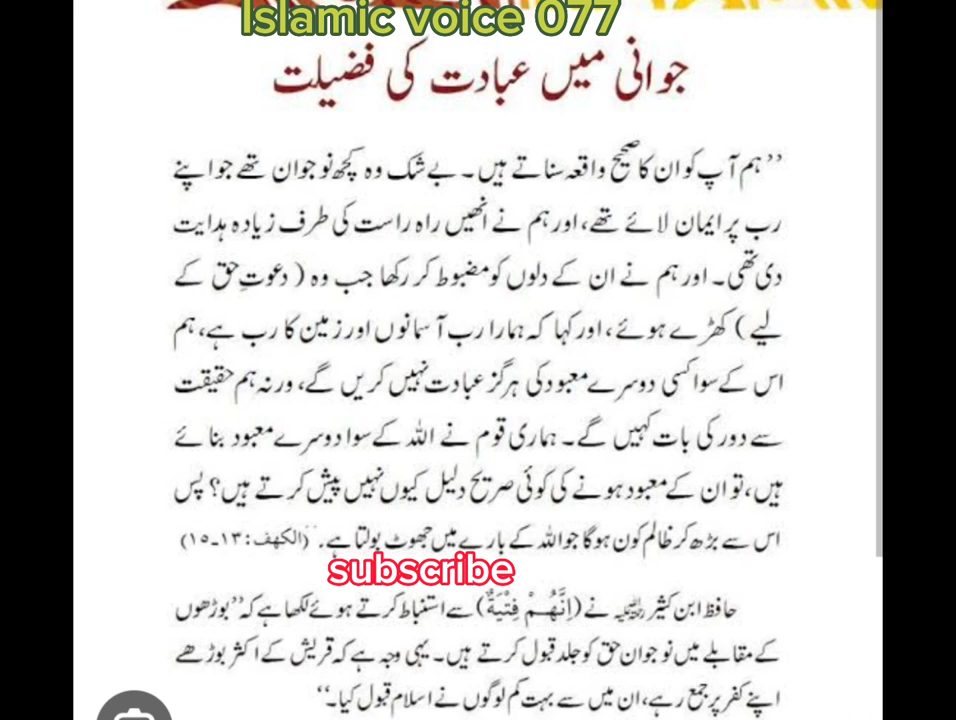 Islamic voice 077
جوانی میں عبادت کی فضیلت
”ہم آپ کو ان کا صحیح واقعہ سناتے ہیں۔ بے شک وہ کچھ نوجوان تھے جو اپنے
رب پر ایمان لائے تھے، اور ہم نے انھیں راہ راست کی طرف زیادہ ہدایت
دی تھی۔ اور ہم نے ان کے دلوں کو مضبوط کر رکھا جب وہ (دعوتِ حق کے
لیے) کھڑے ہوئے، اور کہا کہ ہمارا رب آسمانوں اور زمین کا رب ہے، ہم
اس کے سوا کسی دوسرے معبود کی ہرگز عبادت نہیں کریں گے، ورنہ ہم حقیقت
سے دور کی بات کہیں گے۔ ہماری قوم نے اللہ کے سوا دوسرے معبود بنائے
ہیں، تو ان کے معبود ہونے کی کوئی صریح دلیل کیوں نہیں پیش کرتے ہیں؟ پس
اس سے بڑھ کر ظالم کون ہوگا جو اللہ کے بارے میں جھوٹ بولتا ہے۔“ (الکھف: ۱۳۔۱۵)
subscribe
حافظ ابن کثیر رحمہ اللہ نے (اِنَّهُمْ فِتْيَةٌ) سے استنباط کرتے ہوئے لکھا ہے کہ ”بوڑھوں
کے مقابلے میں نوجوان حق کو جلد قبول کرتے ہیں۔ یہی وجہ ہے کہ قریش کے اکثر بوڑھے
اپنے کفر پر جمع رہے، ان میں سے بہت کم لوگوں نے اسلام قبول کیا۔“